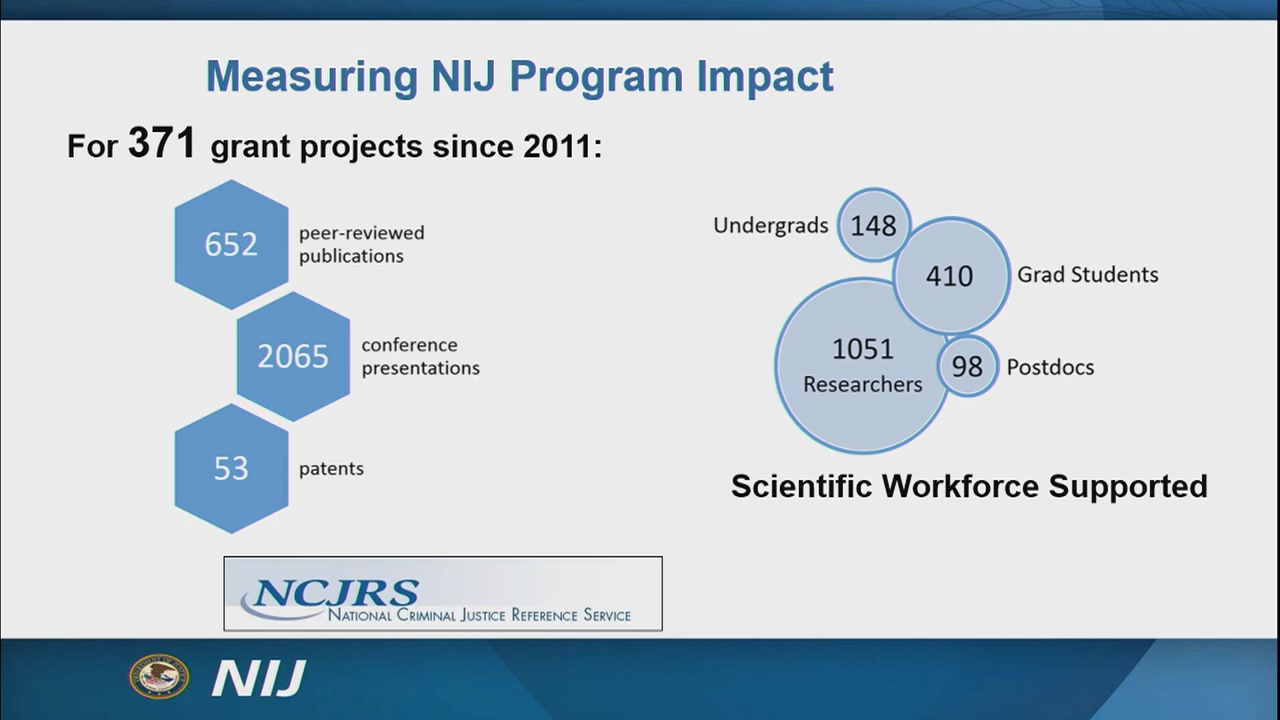 Measuring NIJ Program Impact
For 371 grant projects since 2011:
652
peer-reviewed
publications
2065
conference
presentations
53
patents
Undergrads
148
410
Grad Students
1051
Researchers
98
Postdocs
Scientific Workforce Supported
NCJRS
NATIONAL CRIMINAL JUSTICE REFERENCE SERVICE
NIJ